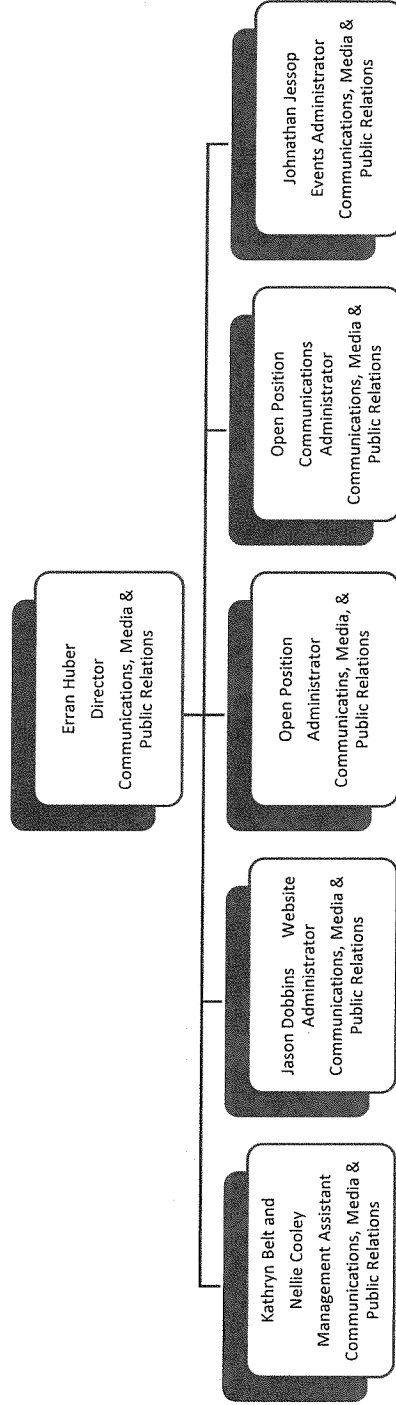 Erran Huber
Director
Communications, Media &
Public Relations
Kathryn Belt and
Nellie Cooley
Management Assistant
Communications, Media &
Public Relations
Jason Dobbins Website
Administrator
Communications, Media &
Public Relations
Open Position
Administrator
Communicatins, Media, &
Public Relations
Open Position
Communications
Administrator
Communications, Media &
Public Relations
Johnathan Jessop
Events Administrator
Communications, Media &
Public Relations